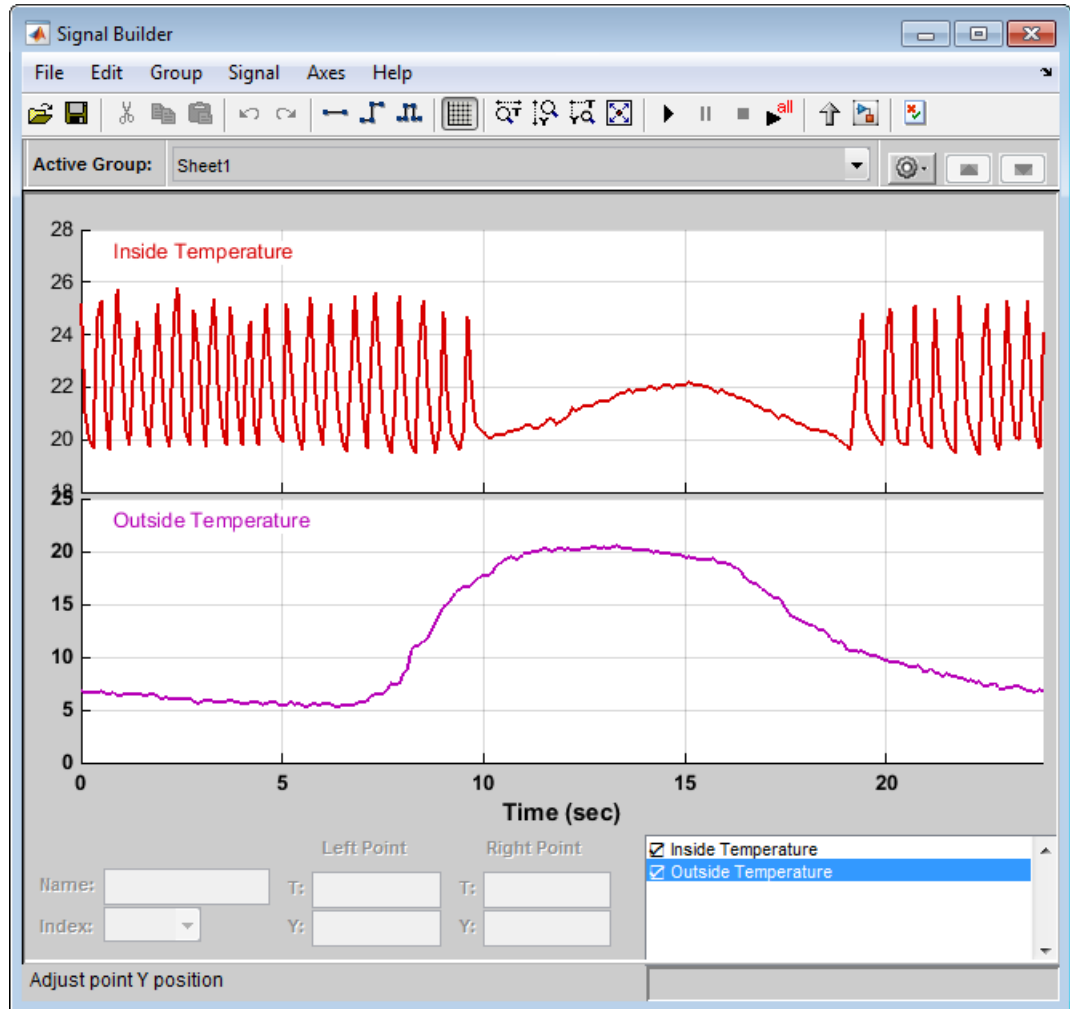 Signal Builder
File Edit Group Signal Axes Help
all
Active Group: Sheet1
28
Inside Temperature
26
24
22
20
18
25
Outside Temperature
20
15
10
5
0
0 5 10 15 20
Time (sec)
Left Point Right Point
Name: T: T:
Index: Y: Y:
Inside Temperature
Outside Temperature
Adjust point Y position